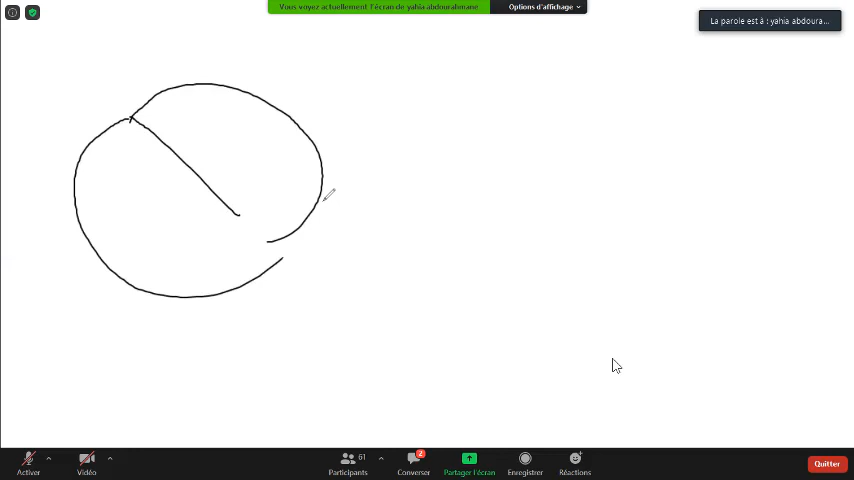 Vous voyez actuellement l'écran de yahia abdourahmane
Options d'affichage
La parole est à : yahia abdoura...
Activer
Vidéo
61
Participants
2
Converser
Partager l'écran
Enregistrer
Réactions
Quitter